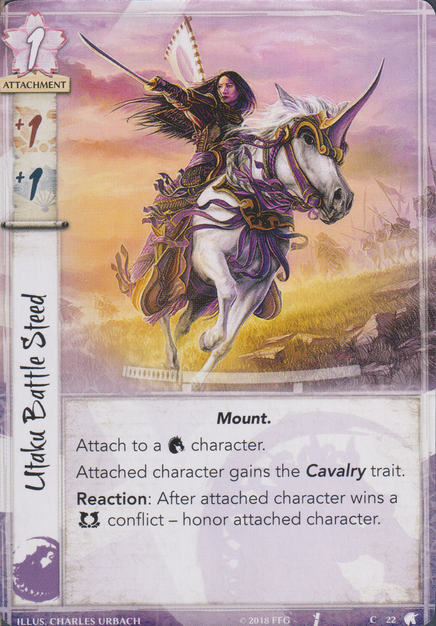 1
ATTACHMENT
+1
+1
Utaku Battle Steed
Mount.
Attach to a character.
Attached character gains the Cavalry trait.
Reaction: After attached character wins a
conflict – honor attached character.
ILLUS. CHARLES URBACH
© 2018 FFG
C 22